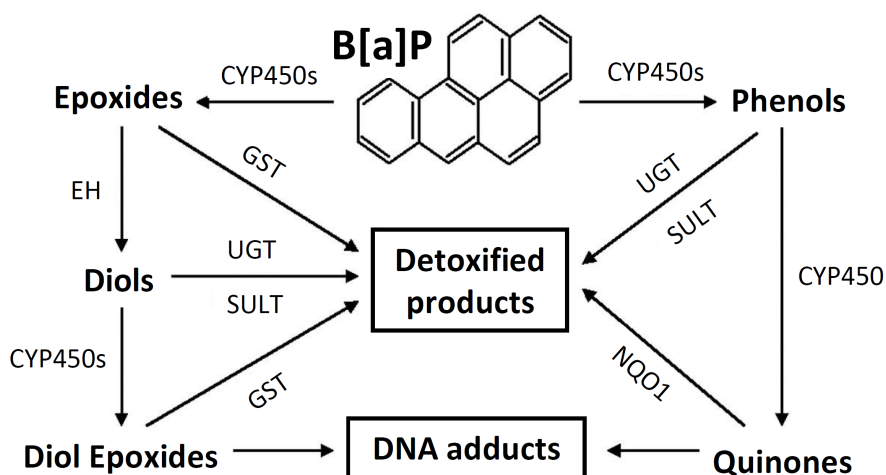 B[a]P
CYP450s
CYP450s
Epoxides
Phenols
GST
UGT
SULT
EH
UGT
SULT
Diols
Detoxified
products
CYP450
CYP450s
GST
NQO1
Diol Epoxides
DNA adducts
Quinones